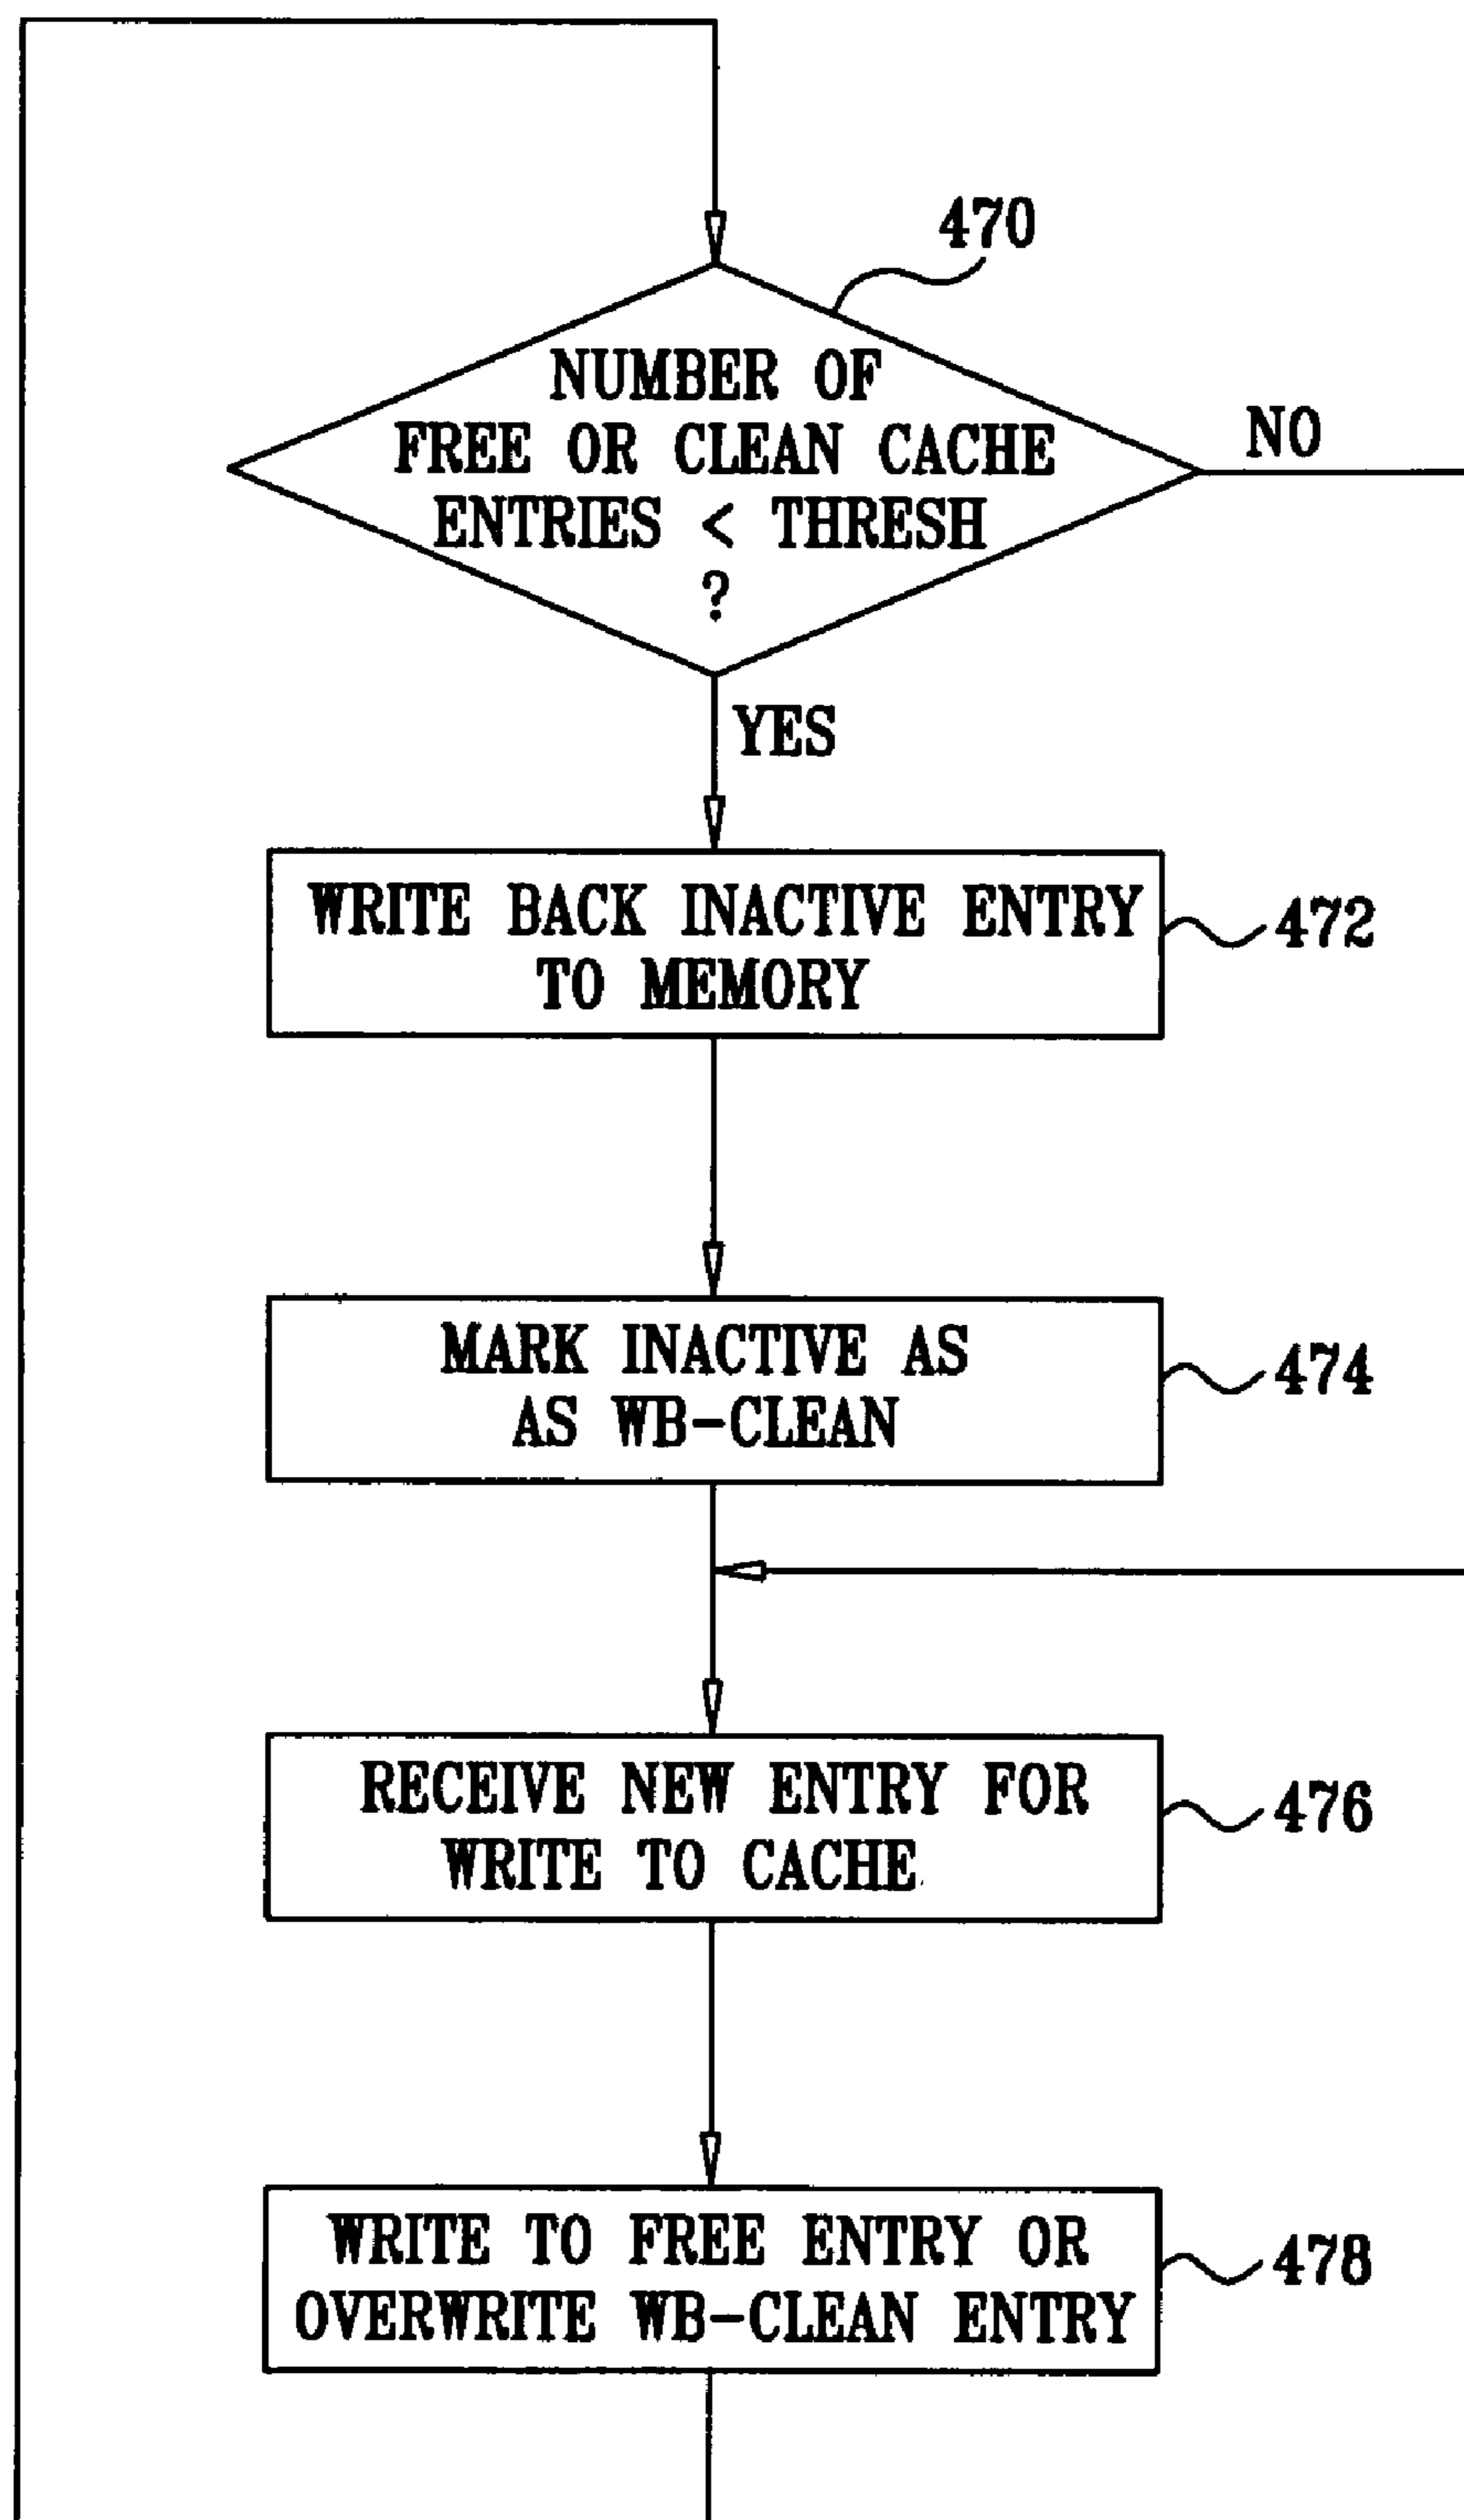 470
NUMBER OF
FREE OR CLEAN CACHE
ENTRIES < THRESH
?
NO
YES
WRITE BACK INACTIVE ENTRY
TO MEMORY
472
MARK INACTIVE AS
AS WB-CLEAN
474
RECEIVE NEW ENTRY FOR
WRITE TO CACHE
476
WRITE TO FREE ENTRY OR
OVERWRITE WB-CLEAN ENTRY
478